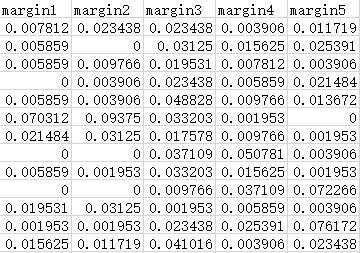 margin1 margin2 margin3 margin4 margin5
0.007812 0.023438 0.023438 0.003906 0.011719
0.005859 0 0.03125 0.015625 0.025391
0.005859 0.009766 0.019531 0.007812 0.003906
0 0.003906 0.023438 0.005859 0.021484
0.005859 0.003906 0.048828 0.009766 0.013672
0.070312 0.09375 0.033203 0.001953 0
0.021484 0.03125 0.017578 0.009766 0.001953
0 0 0.037109 0.050781 0.003906
0.005859 0.001953 0.033203 0.015625 0.001953
0 0 0.009766 0.037109 0.072266
0.019531 0.03125 0.001953 0.005859 0.003906
0.001953 0.001953 0.023438 0.025391 0.076172
0.015625 0.011719 0.041016 0.003906 0.023438